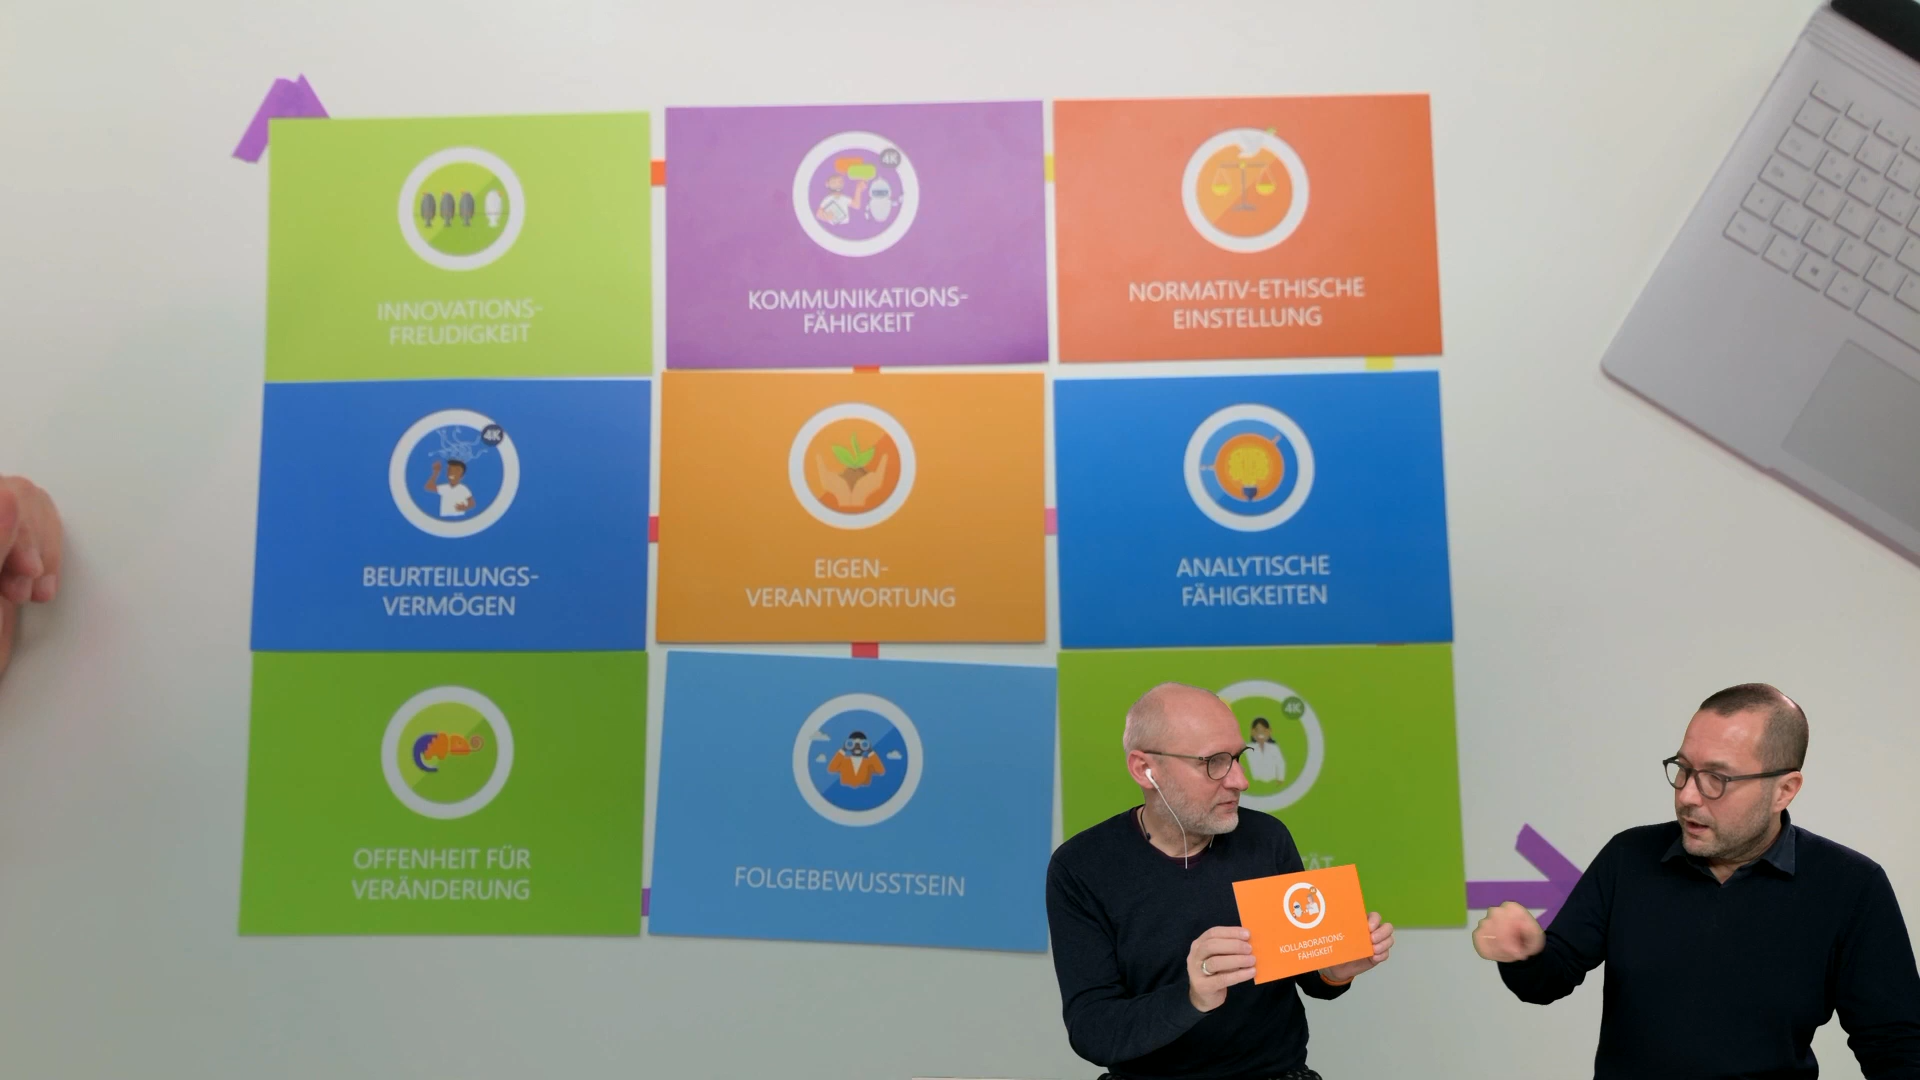 4K
INNOVATIONS-
FREUDIGKEIT
KOMMUNIKATIONS-
FÄHIGKEIT
NORMATIV-ETHISCHE
EINSTELLUNG
4K
BEURTEILUNGS-
VERMÖGEN
EIGEN-
VERANTWORTUNG
ANALYTISCHE
FÄHIGKEITEN
4K
OFFENHEIT FÜR
VERÄNDERUNG
FOLGEBEWUSSTSEIN
TÄT
KOLLABORATIONS-
FÄHIGKEIT